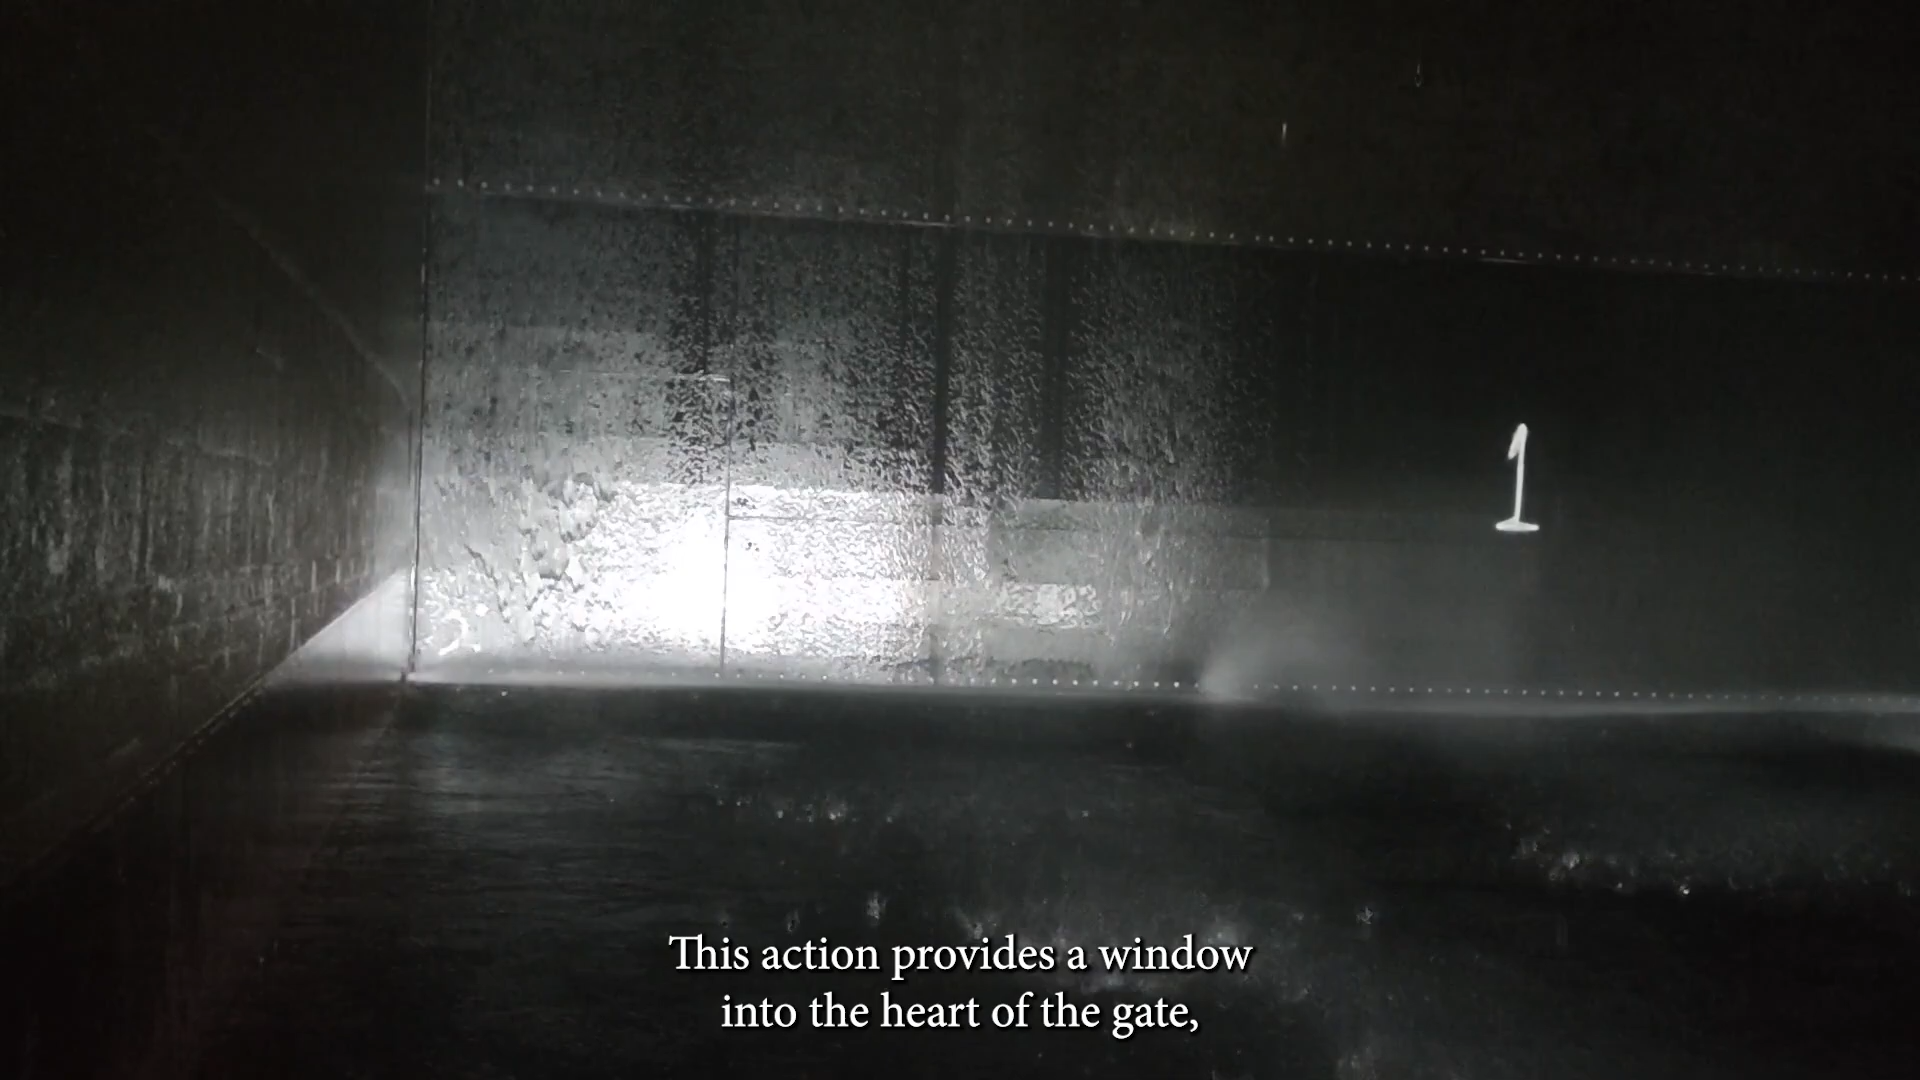 1
This action provides a window
into the heart of the gate,